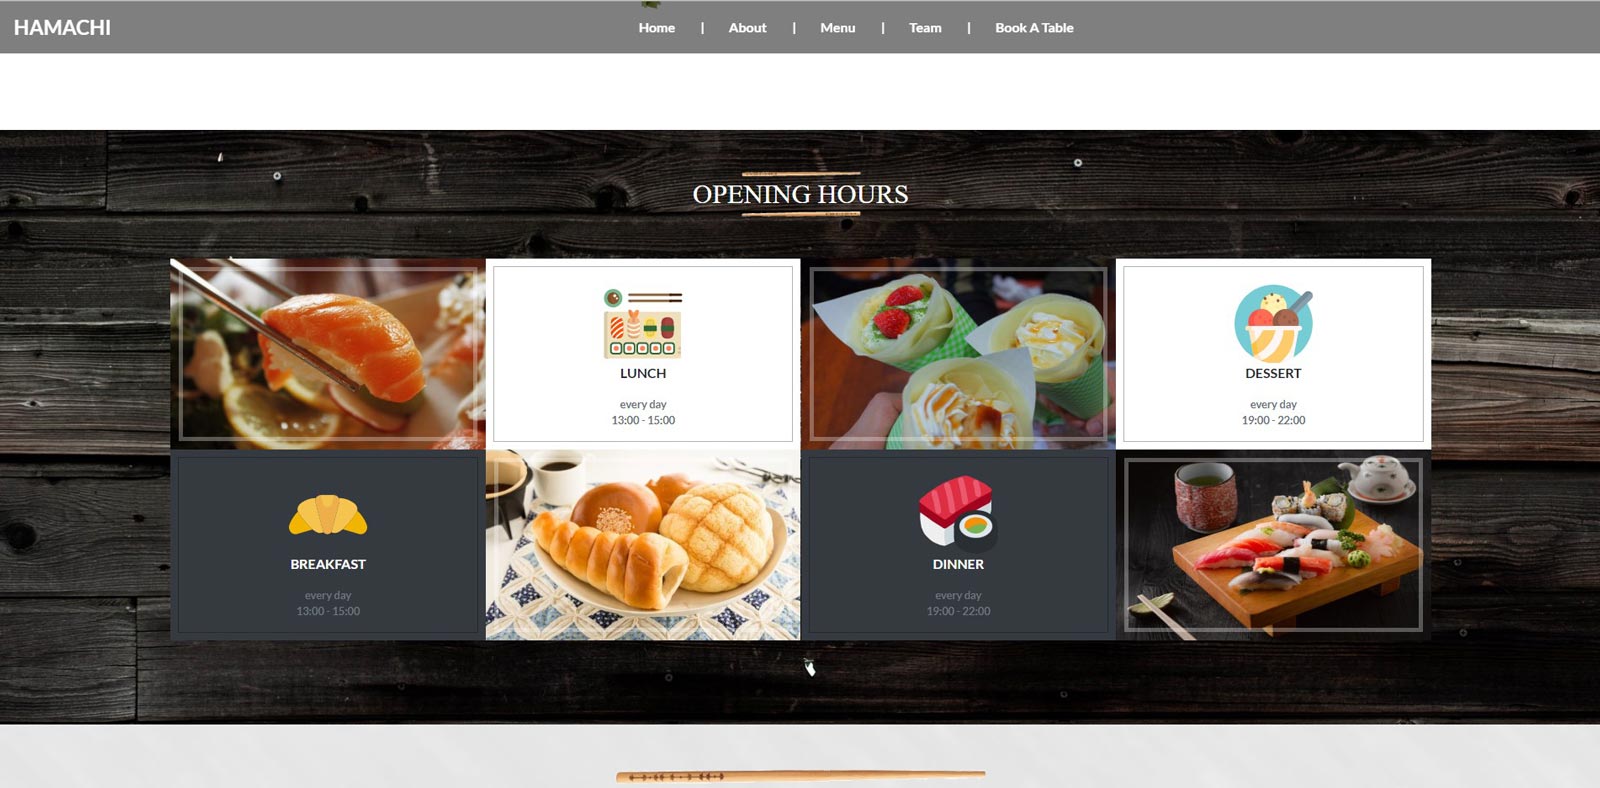 HAMACHI
Home | About | Menu | Team | Book A Table
OPENING HOURS
LUNCH
every day
13:00 - 15:00
DESSERT
every day
19:00 - 22:00
BREAKFAST
every day
13:00 - 15:00
DINNER
every day
19:00 - 22:00